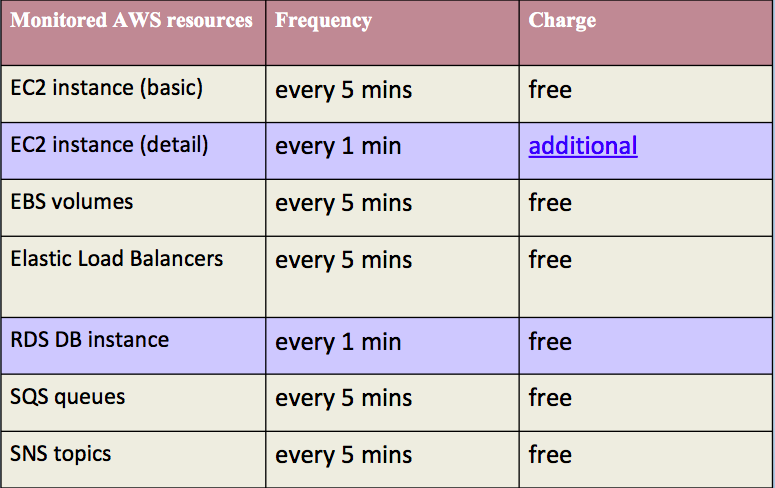 Monitored AWS resources Frequency Charge
EC2 instance (basic) every 5 mins free
EC2 instance (detail) every 1 min additional
EBS volumes every 5 mins free
Elastic Load Balancers every 5 mins free
RDS DB instance every 1 min free
SQS queues every 5 mins free
SNS topics every 5 mins free